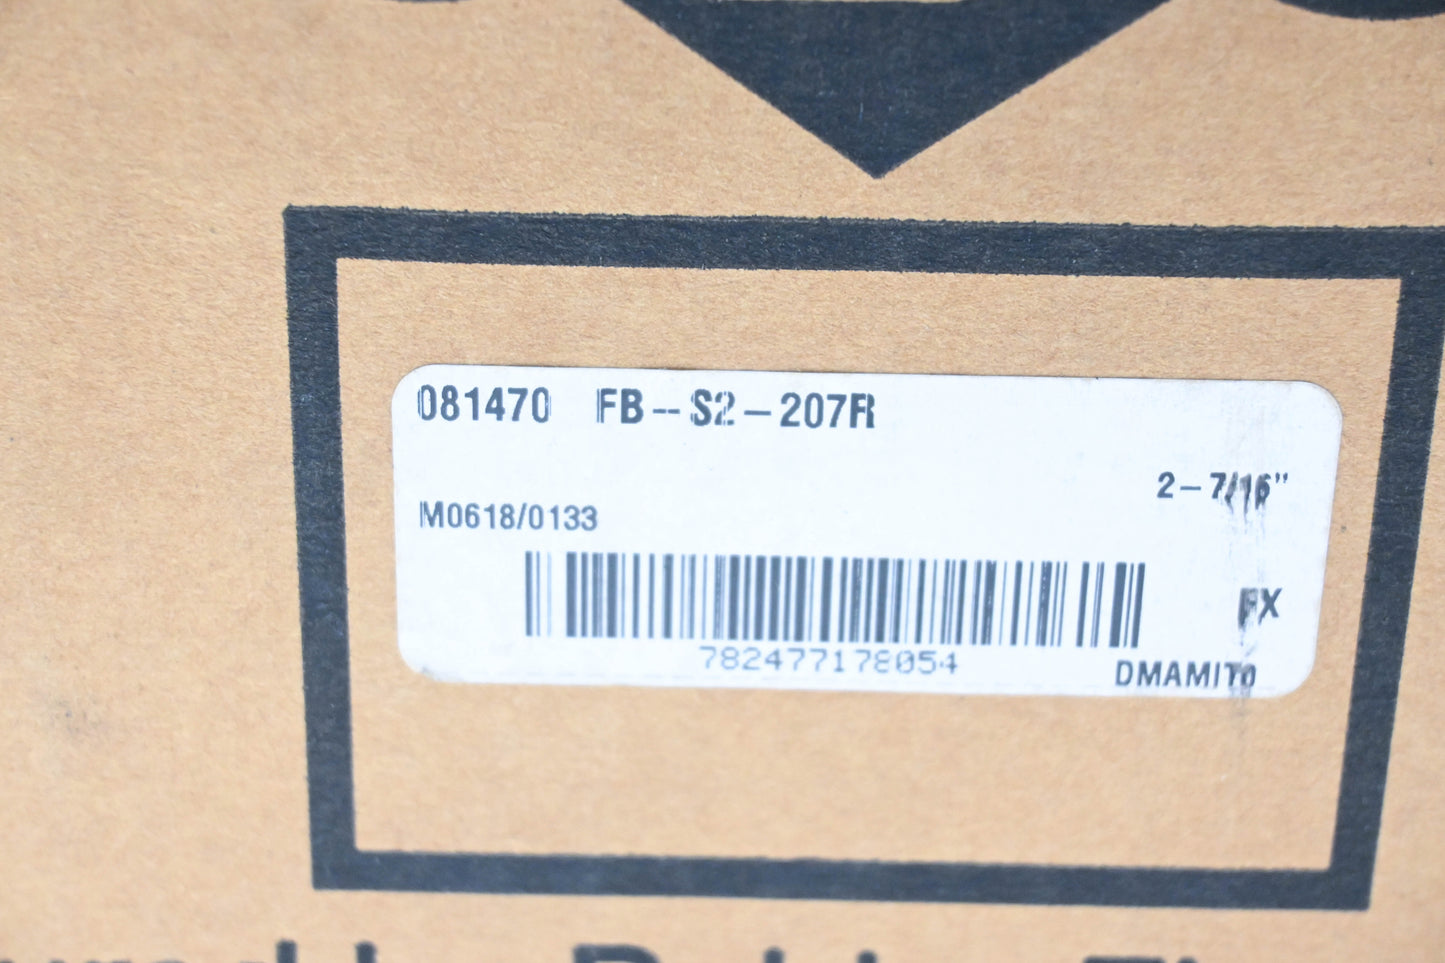 081470 FB-S2-207R
2-7/16"
M0618/0133
FX
782477178054
DMAMITO